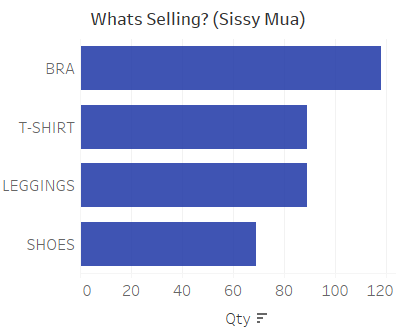 Whats Selling? (Sissy Mua)
BRA
T-SHIRT
LEGGINGS
SHOES
0 20 40 60 80 100 120
Qty